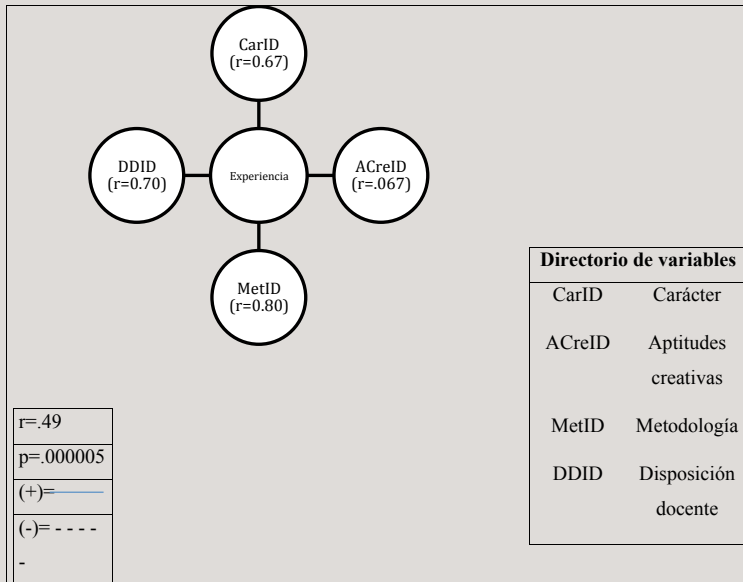 CarID
(r=0.67)
DDID
(r=0.70)
Experiencia
ACreID
(r=.067)
MetID
(r=0.80)
Directorio de variables
CarID Carácter
ACreID Aptitudes
creativas
MetID Metodología
DDID Disposición
docente
r=.49
p=.000005
(+)=
(-)= - - - -
-